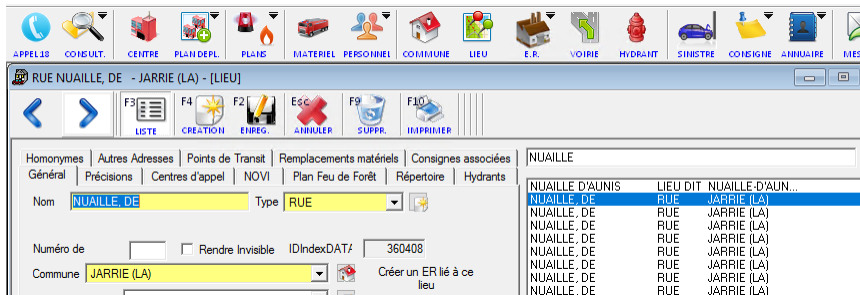 APPEL18 CONSULT. CENTRE PLAN DEPL. PLANS MATERIEL PERSONNEL COMMUNE LIEU E.R. VOIRIE HYDRANT SINISTRE CONSIGNE ANNUAIRE MES
RUE NUAILLE, DE - JARRIE (LA) - [LIEU]
F3 F4 F2 Esc F9 F10
LISTE CREATION ENREG. ANNULER SUPPR. IMPRIMER
Homonymes Autres Adresses Points de Transit Remplacements matériels Consignes associées
Général Précisions Centres d'appel NOVI Plan Feu de Forêt Répertoire Hydrants
Nom NUAILLE, DE Type RUE
Numéro de Rendre Invisible IDIndexDATA 360408
Commune JARRIE (LA) Créer un ER lié à ce
lieu
NUAILLE
NUAILLE D'AUNIS LIEU DIT NUAILLE-D'AUN...
NUAILLE, DE RUE JARRIE (LA)
NUAILLE, DE RUE JARRIE (LA)
NUAILLE, DE RUE JARRIE (LA)
NUAILLE, DE RUE JARRIE (LA)
NUAILLE, DE RUE JARRIE (LA)
NUAILLE, DE RUE JARRIE (LA)
NUAILLE, DE RUE JARRIE (LA)
NUAILLE, DE RUE JARRIE (LA)